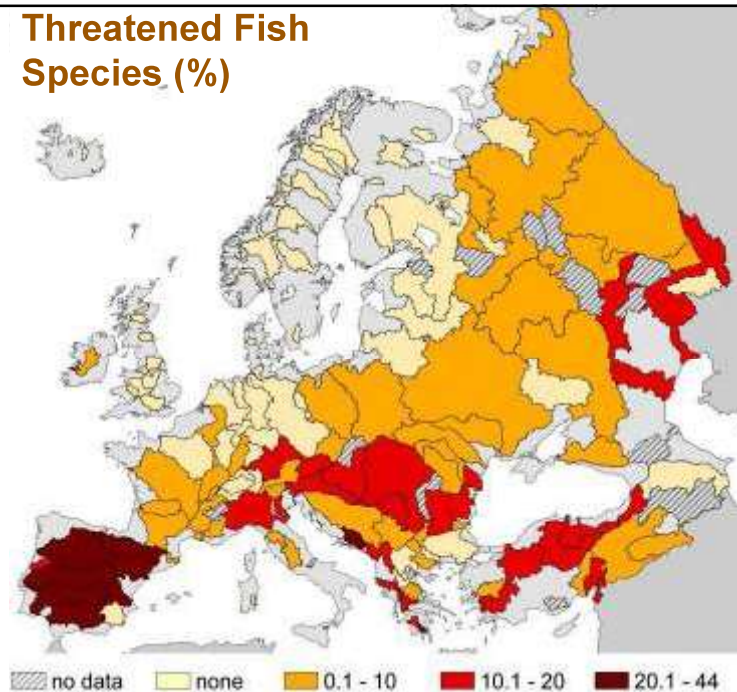 Threatened Fish
Species (%)
no data none 0.1 - 10 10.1 - 20 20.1 - 44